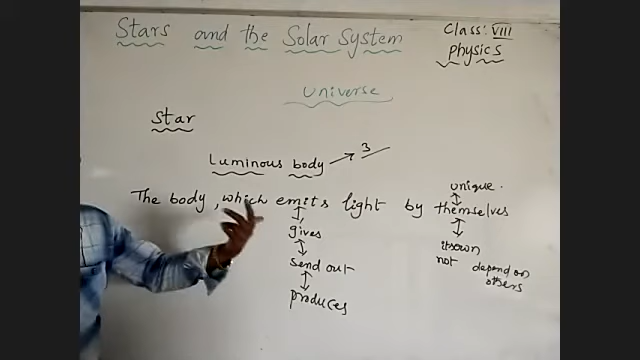 Stars and the Solar System
Class: VIII
Physics
Universe
Star
Luminous body → 3
unique.
The body, which emits light by themselves
gives
itsown
send out
not depend on
others
produces